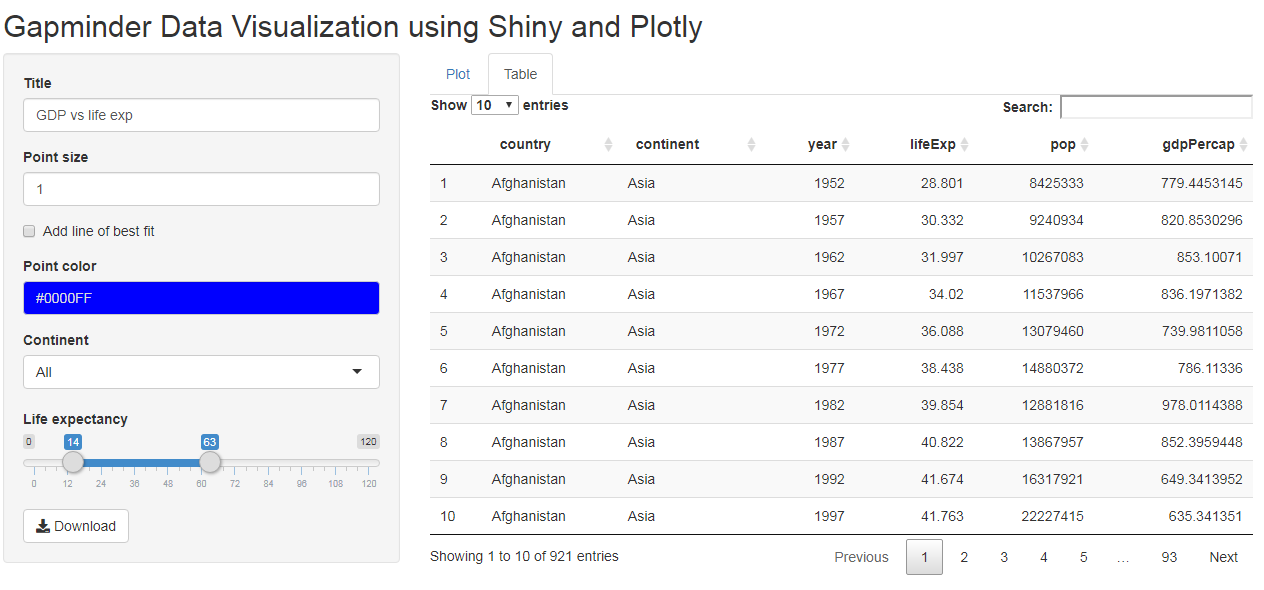 Gapminder Data Visualization using Shiny and Plotly
Title
GDP vs life exp
Point size
1
Add line of best fit
Point color
#0000FF
Continent
All
Life expectancy
0 14 63 120
0 12 24 36 48 60 72 84 96 108 120
Download
Plot Table
Show 10 entries Search:
country continent year lifeExp pop gdpPercap
1 Afghanistan Asia 1952 28.801 8425333 779.4453145
2 Afghanistan Asia 1957 30.332 9240934 820.8530296
3 Afghanistan Asia 1962 31.997 10267083 853.10071
4 Afghanistan Asia 1967 34.02 11537966 836.1971382
5 Afghanistan Asia 1972 36.088 13079460 739.9811058
6 Afghanistan Asia 1977 38.438 14880372 786.11336
7 Afghanistan Asia 1982 39.854 12881816 978.0114388
8 Afghanistan Asia 1987 40.822 13867957 852.3959448
9 Afghanistan Asia 1992 41.674 16317921 649.3413952
10 Afghanistan Asia 1997 41.763 22227415 635.341351
Showing 1 to 10 of 921 entries Previous 1 2 3 4 5 … 93 Next